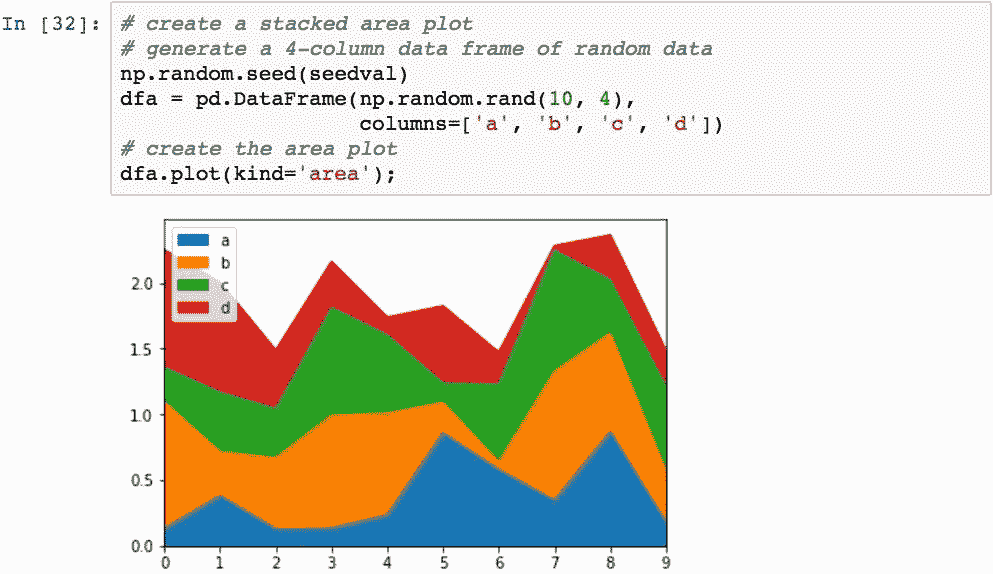 In [32]: # create a stacked area plot
# generate a 4-column data frame of random data
np.random.seed(seedval)
dfa = pd.DataFrame(np.random.rand(10, 4),
columns=['a', 'b', 'c', 'd'])
# create the area plot
dfa.plot(kind='area');
a
b
c
d
2.0
1.5
1.0
0.5
0.0
0 1 2 3 4 5 6 7 8 9